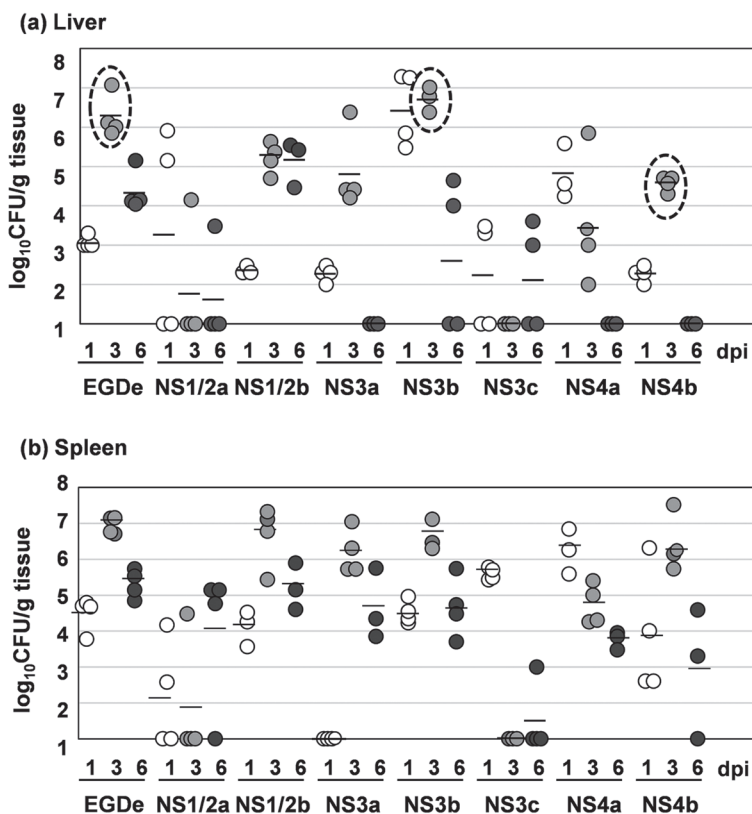 (a) Liver
8
7
6
5
4
3
2
1
log10CFU/g tissue
1 3 6 1 3 6 1 3 6 1 3 6 1 3 6 1 3 6 1 3 6 1 3 6 dpi
EGDe NS1/2a NS1/2b NS3a NS3b NS3c NS4a NS4b
(b) Spleen
8
7
6
5
4
3
2
1
log10CFU/g tissue
1 3 6 1 3 6 1 3 6 1 3 6 1 3 6 1 3 6 1 3 6 1 3 6 dpi
EGDe NS1/2a NS1/2b NS3a NS3b NS3c NS4a NS4b